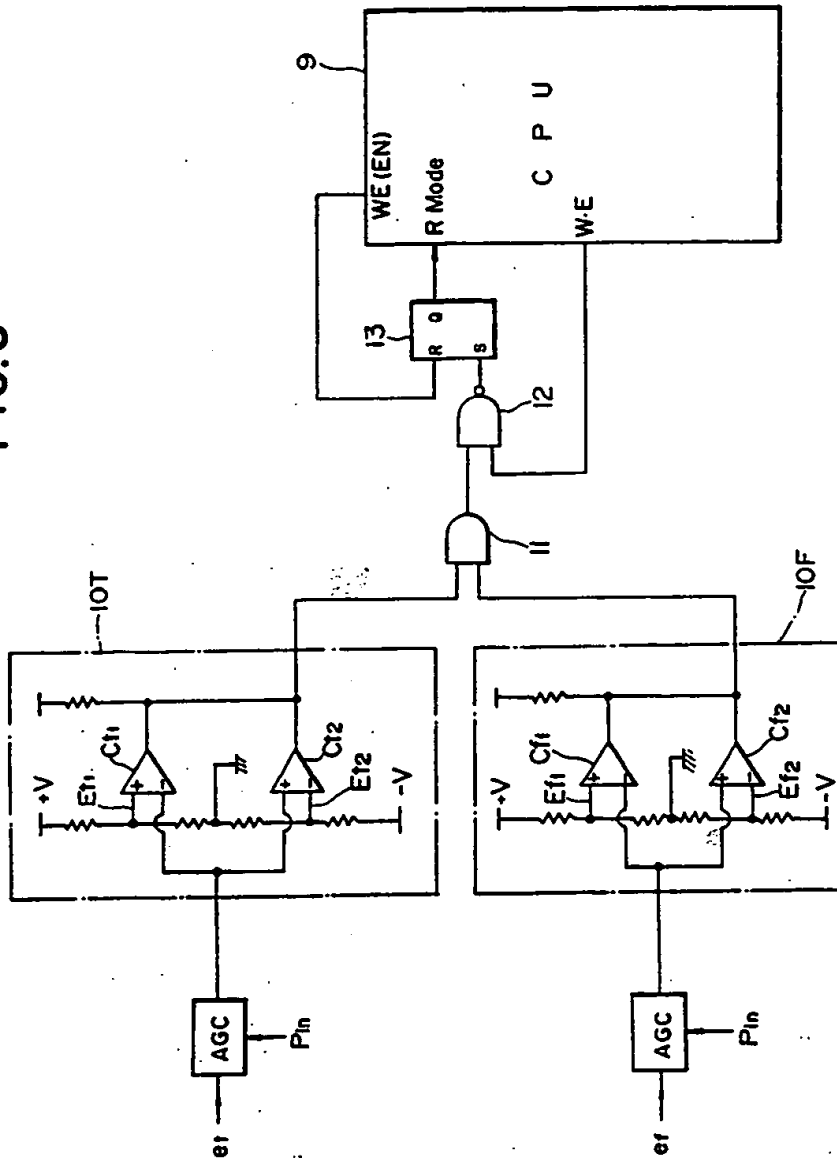 9
WE (EN)
R Mode
C P U
W·E
13
R
Q
S
12
11
10T
+V
Et1
Ct1
+
-
+
-
Ct2
Et2
-V
AGC
Pin
et
10F
+V
Ef1
Cf1
+
-
+
-
Cf2
Ef2
-V
AGC
Pin
ef